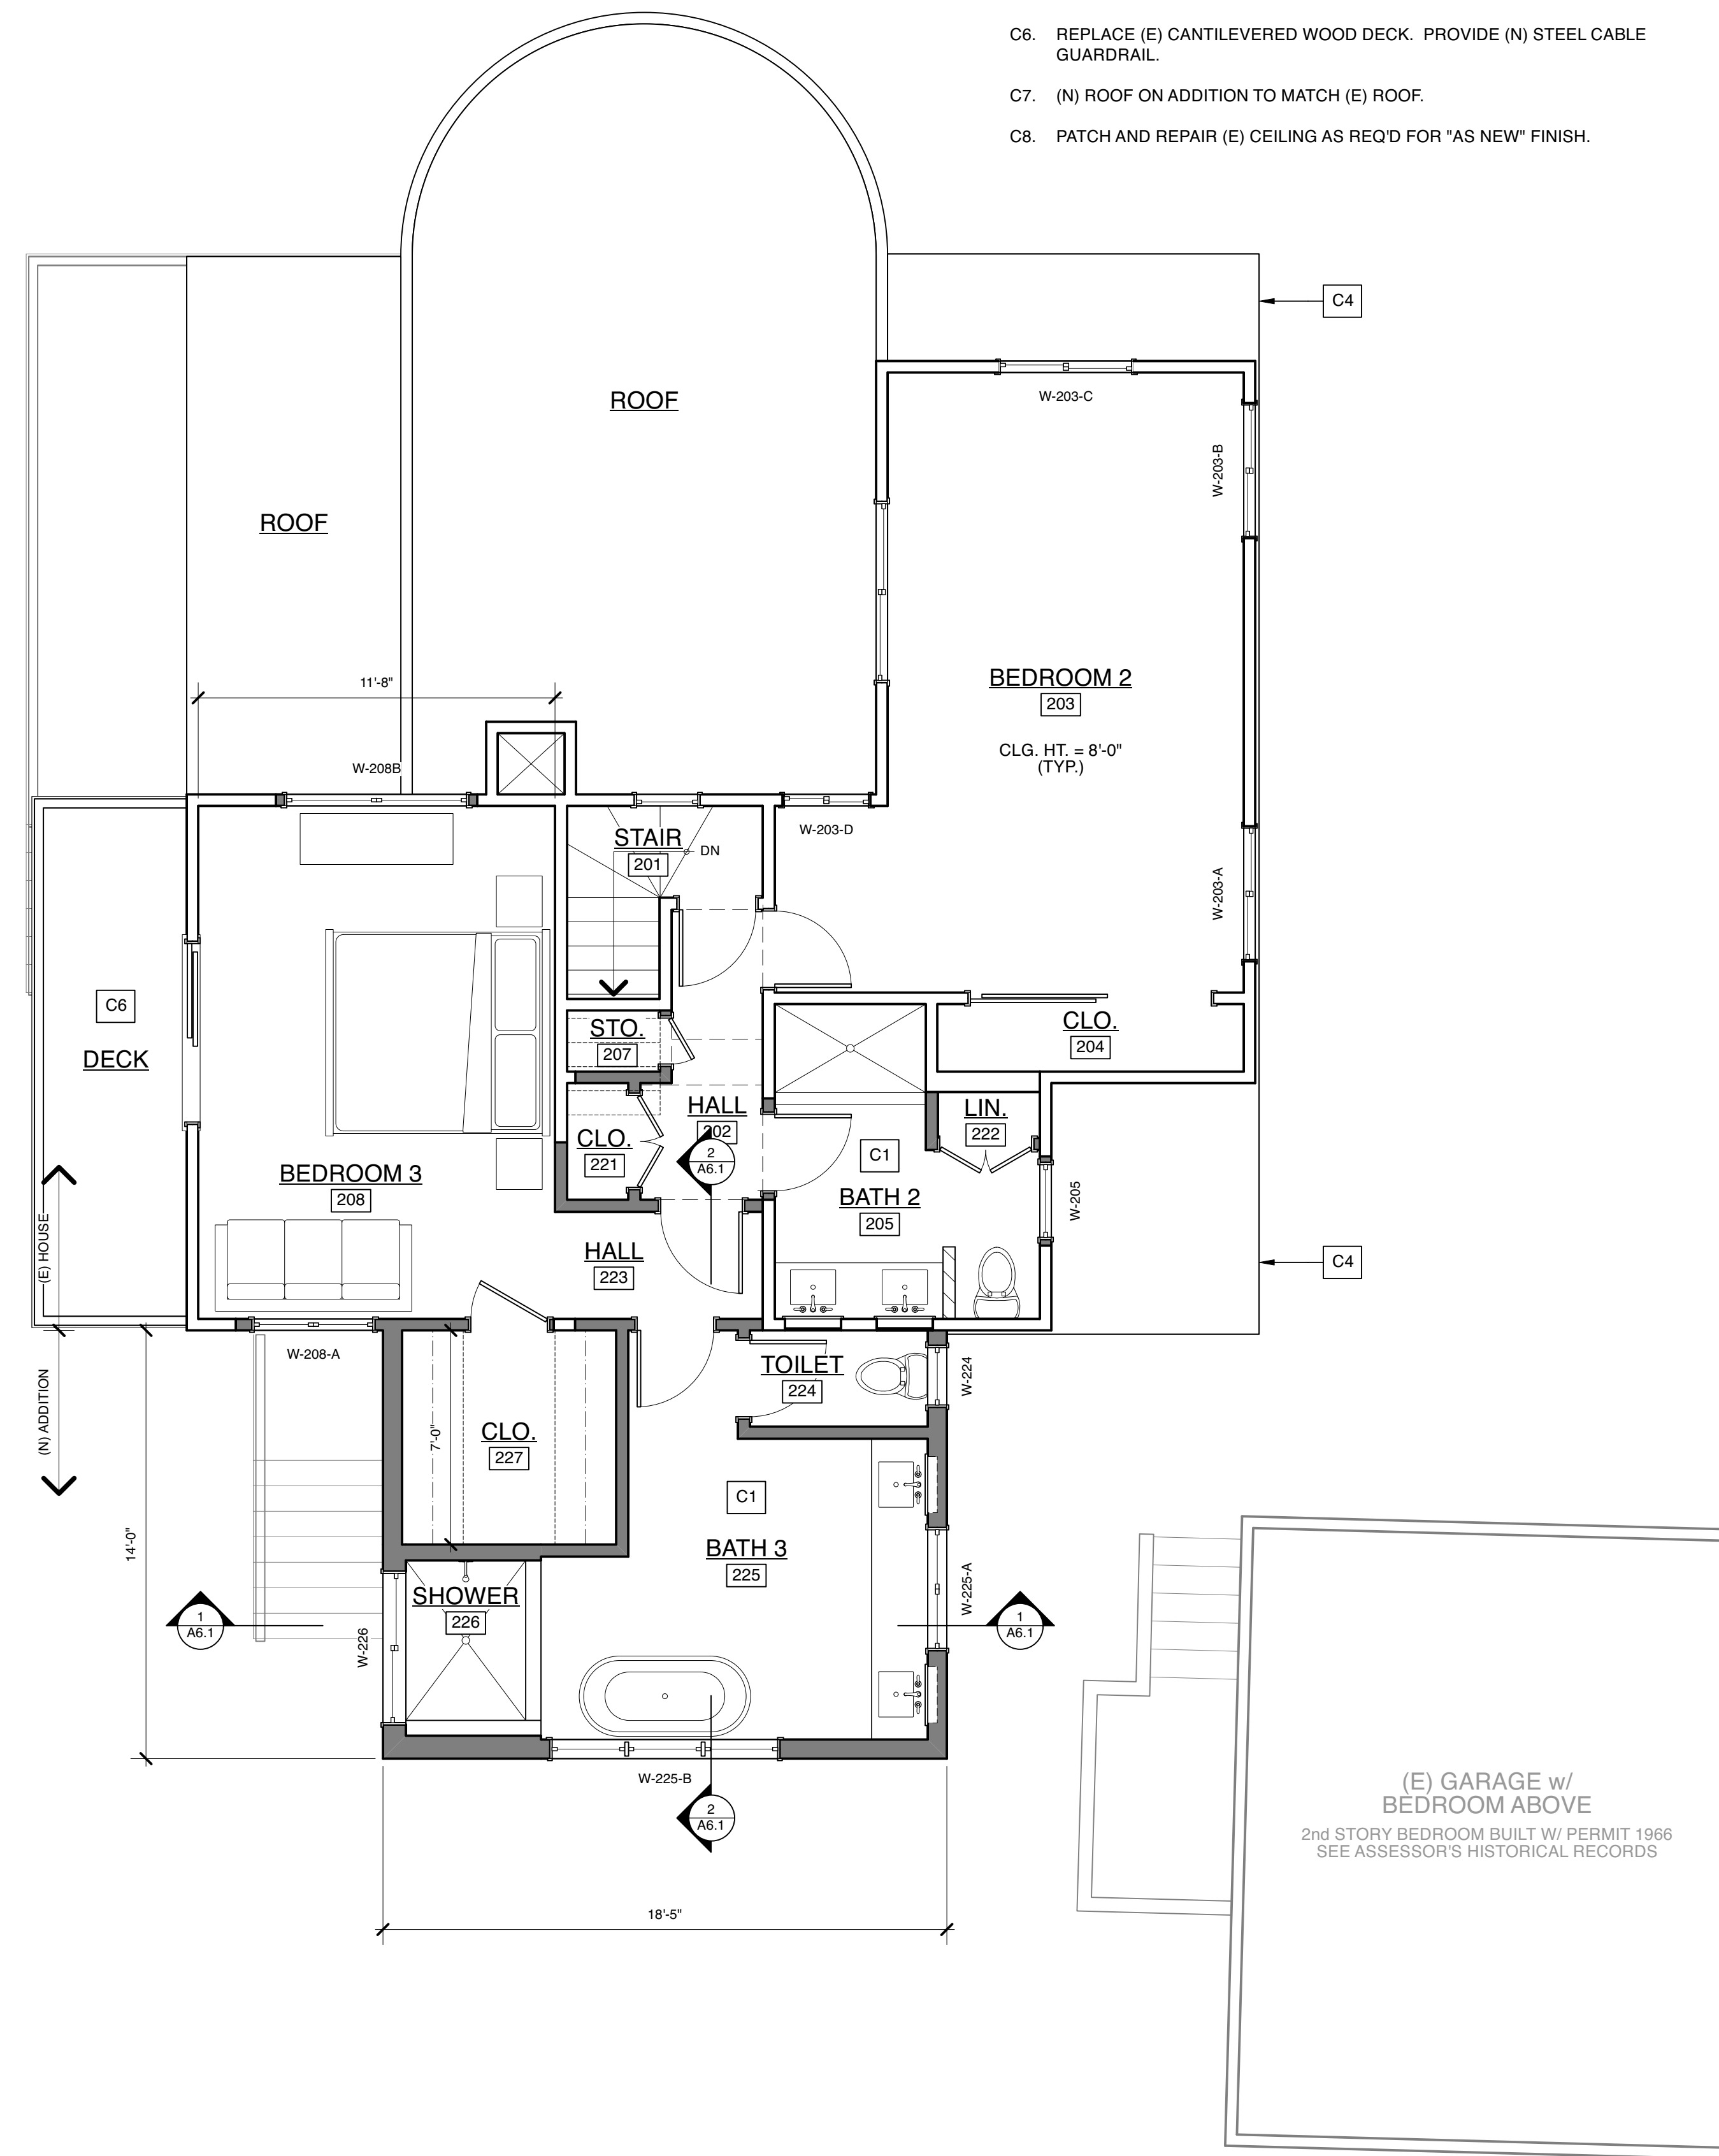 C6. REPLACE (E) CANTILEVERED WOOD DECK. PROVIDE (N) STEEL CABLE
GUARDRAIL.
C7. (N) ROOF ON ADDITION TO MATCH (E) ROOF.
C8. PATCH AND REPAIR (E) CEILING AS REQ'D FOR "AS NEW" FINISH.
C4
ROOF
W-203-C
W-203-B
ROOF
11'-8"
BEDROOM 2
203
CLG. HT. = 8'-0"
(TYP.)
W-208B
W-203-D
STAIR
201
DN
W-203-A
C6
DECK
STO.
207
CLO.
204
HALL
202
LIN.
222
CLO.
221
2
A6.1
C1
BEDROOM 3
208
BATH 2
205
W-205
(E) HOUSE
HALL
223
C4
W-208-A
TOILET
224
W-224
(N) ADDITION
7'-0"
CLO.
227
C1
14'-0"
BATH 3
225
W-225-A
SHOWER
226
1
A6.1
W-226
1
A6.1
W-225-B
2
A6.1
(E) GARAGE w/
BEDROOM ABOVE
2nd STORY BEDROOM BUILT W/ PERMIT 1966
SEE ASSESSOR'S HISTORICAL RECORDS
18'-5"